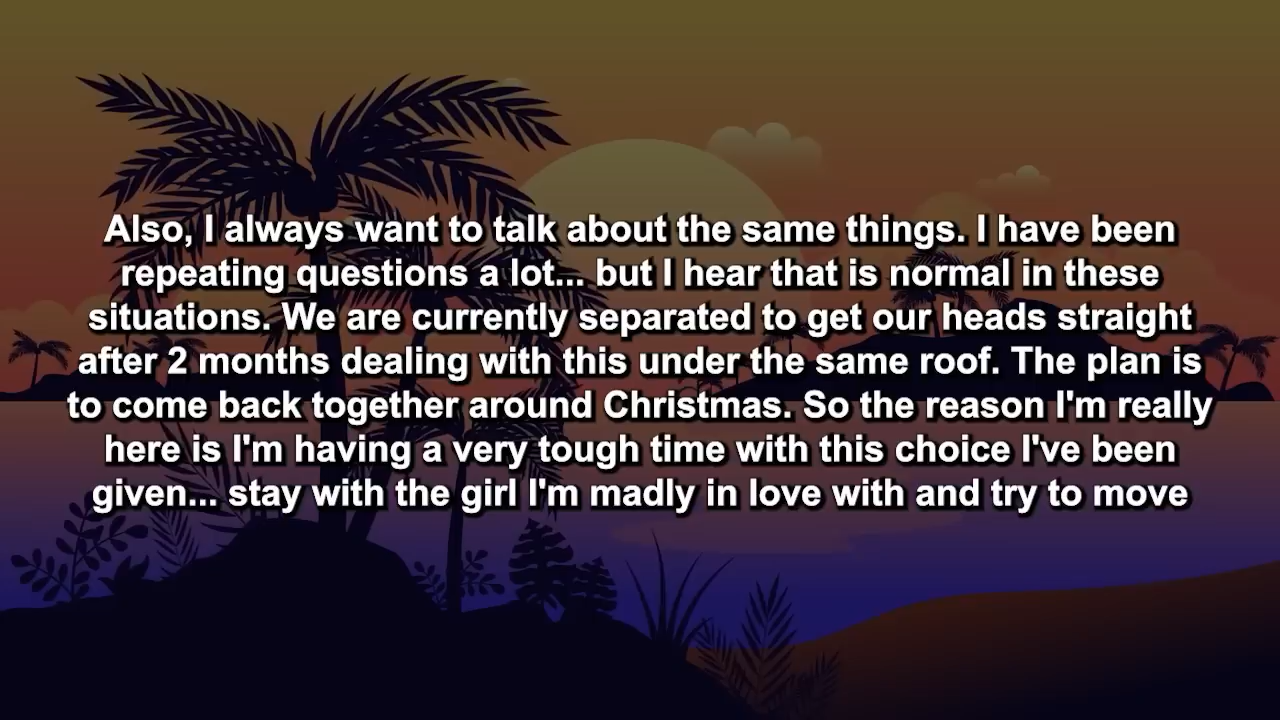 Also, I always want to talk about the same things. I have been
repeating questions a lot... but I hear that is normal in these
situations. We are currently separated to get our heads straight
after 2 months dealing with this under the same roof. The plan is
to come back together around Christmas. So the reason I'm really
here is I'm having a very tough time with this choice I've been
given... stay with the girl I'm madly in love with and try to move